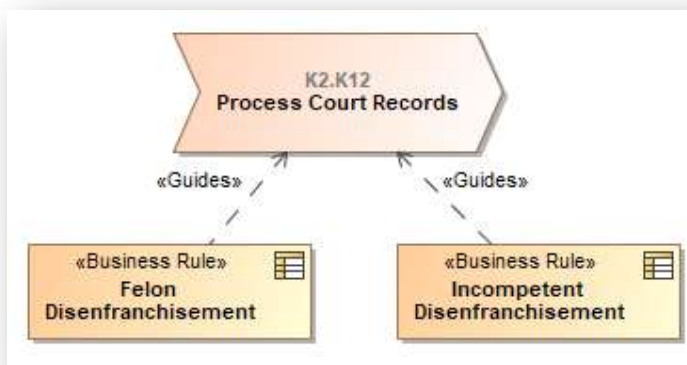 K2.K12
Process Court Records
«Guides»
«Guides»
«Business Rule»
Felon
Disenfranchisement
«Business Rule»
Incompetent
Disenfranchisement